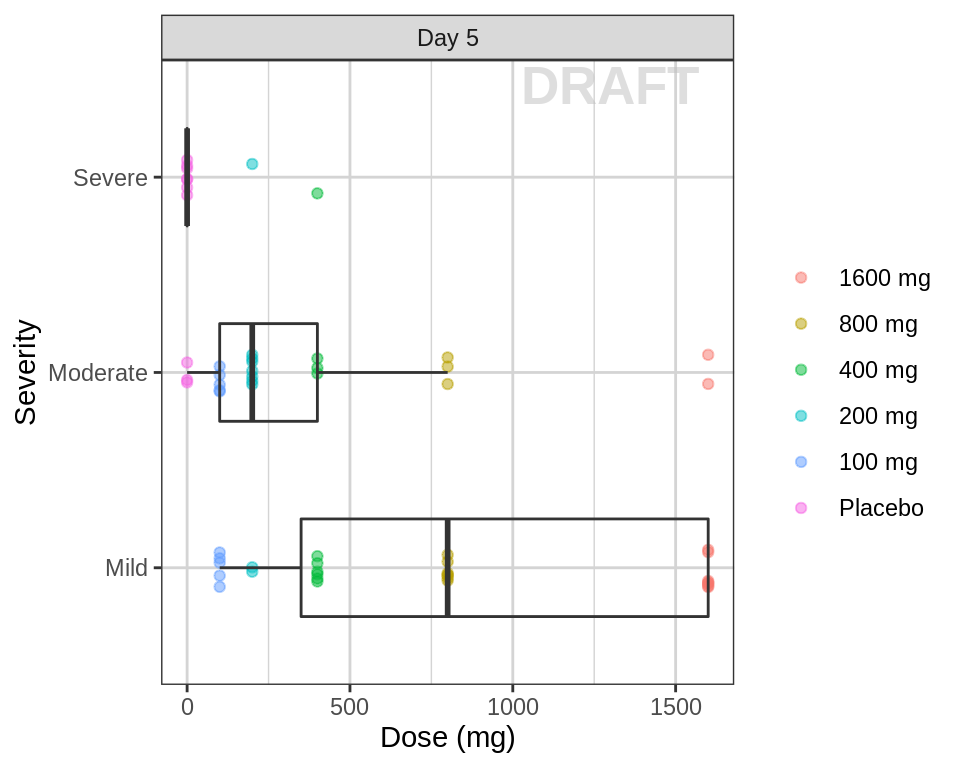 Day 5
DRAFT
Severity
Severe
Moderate
Mild
0 500 1000 1500
Dose (mg)
1600 mg
800 mg
400 mg
200 mg
100 mg
Placebo